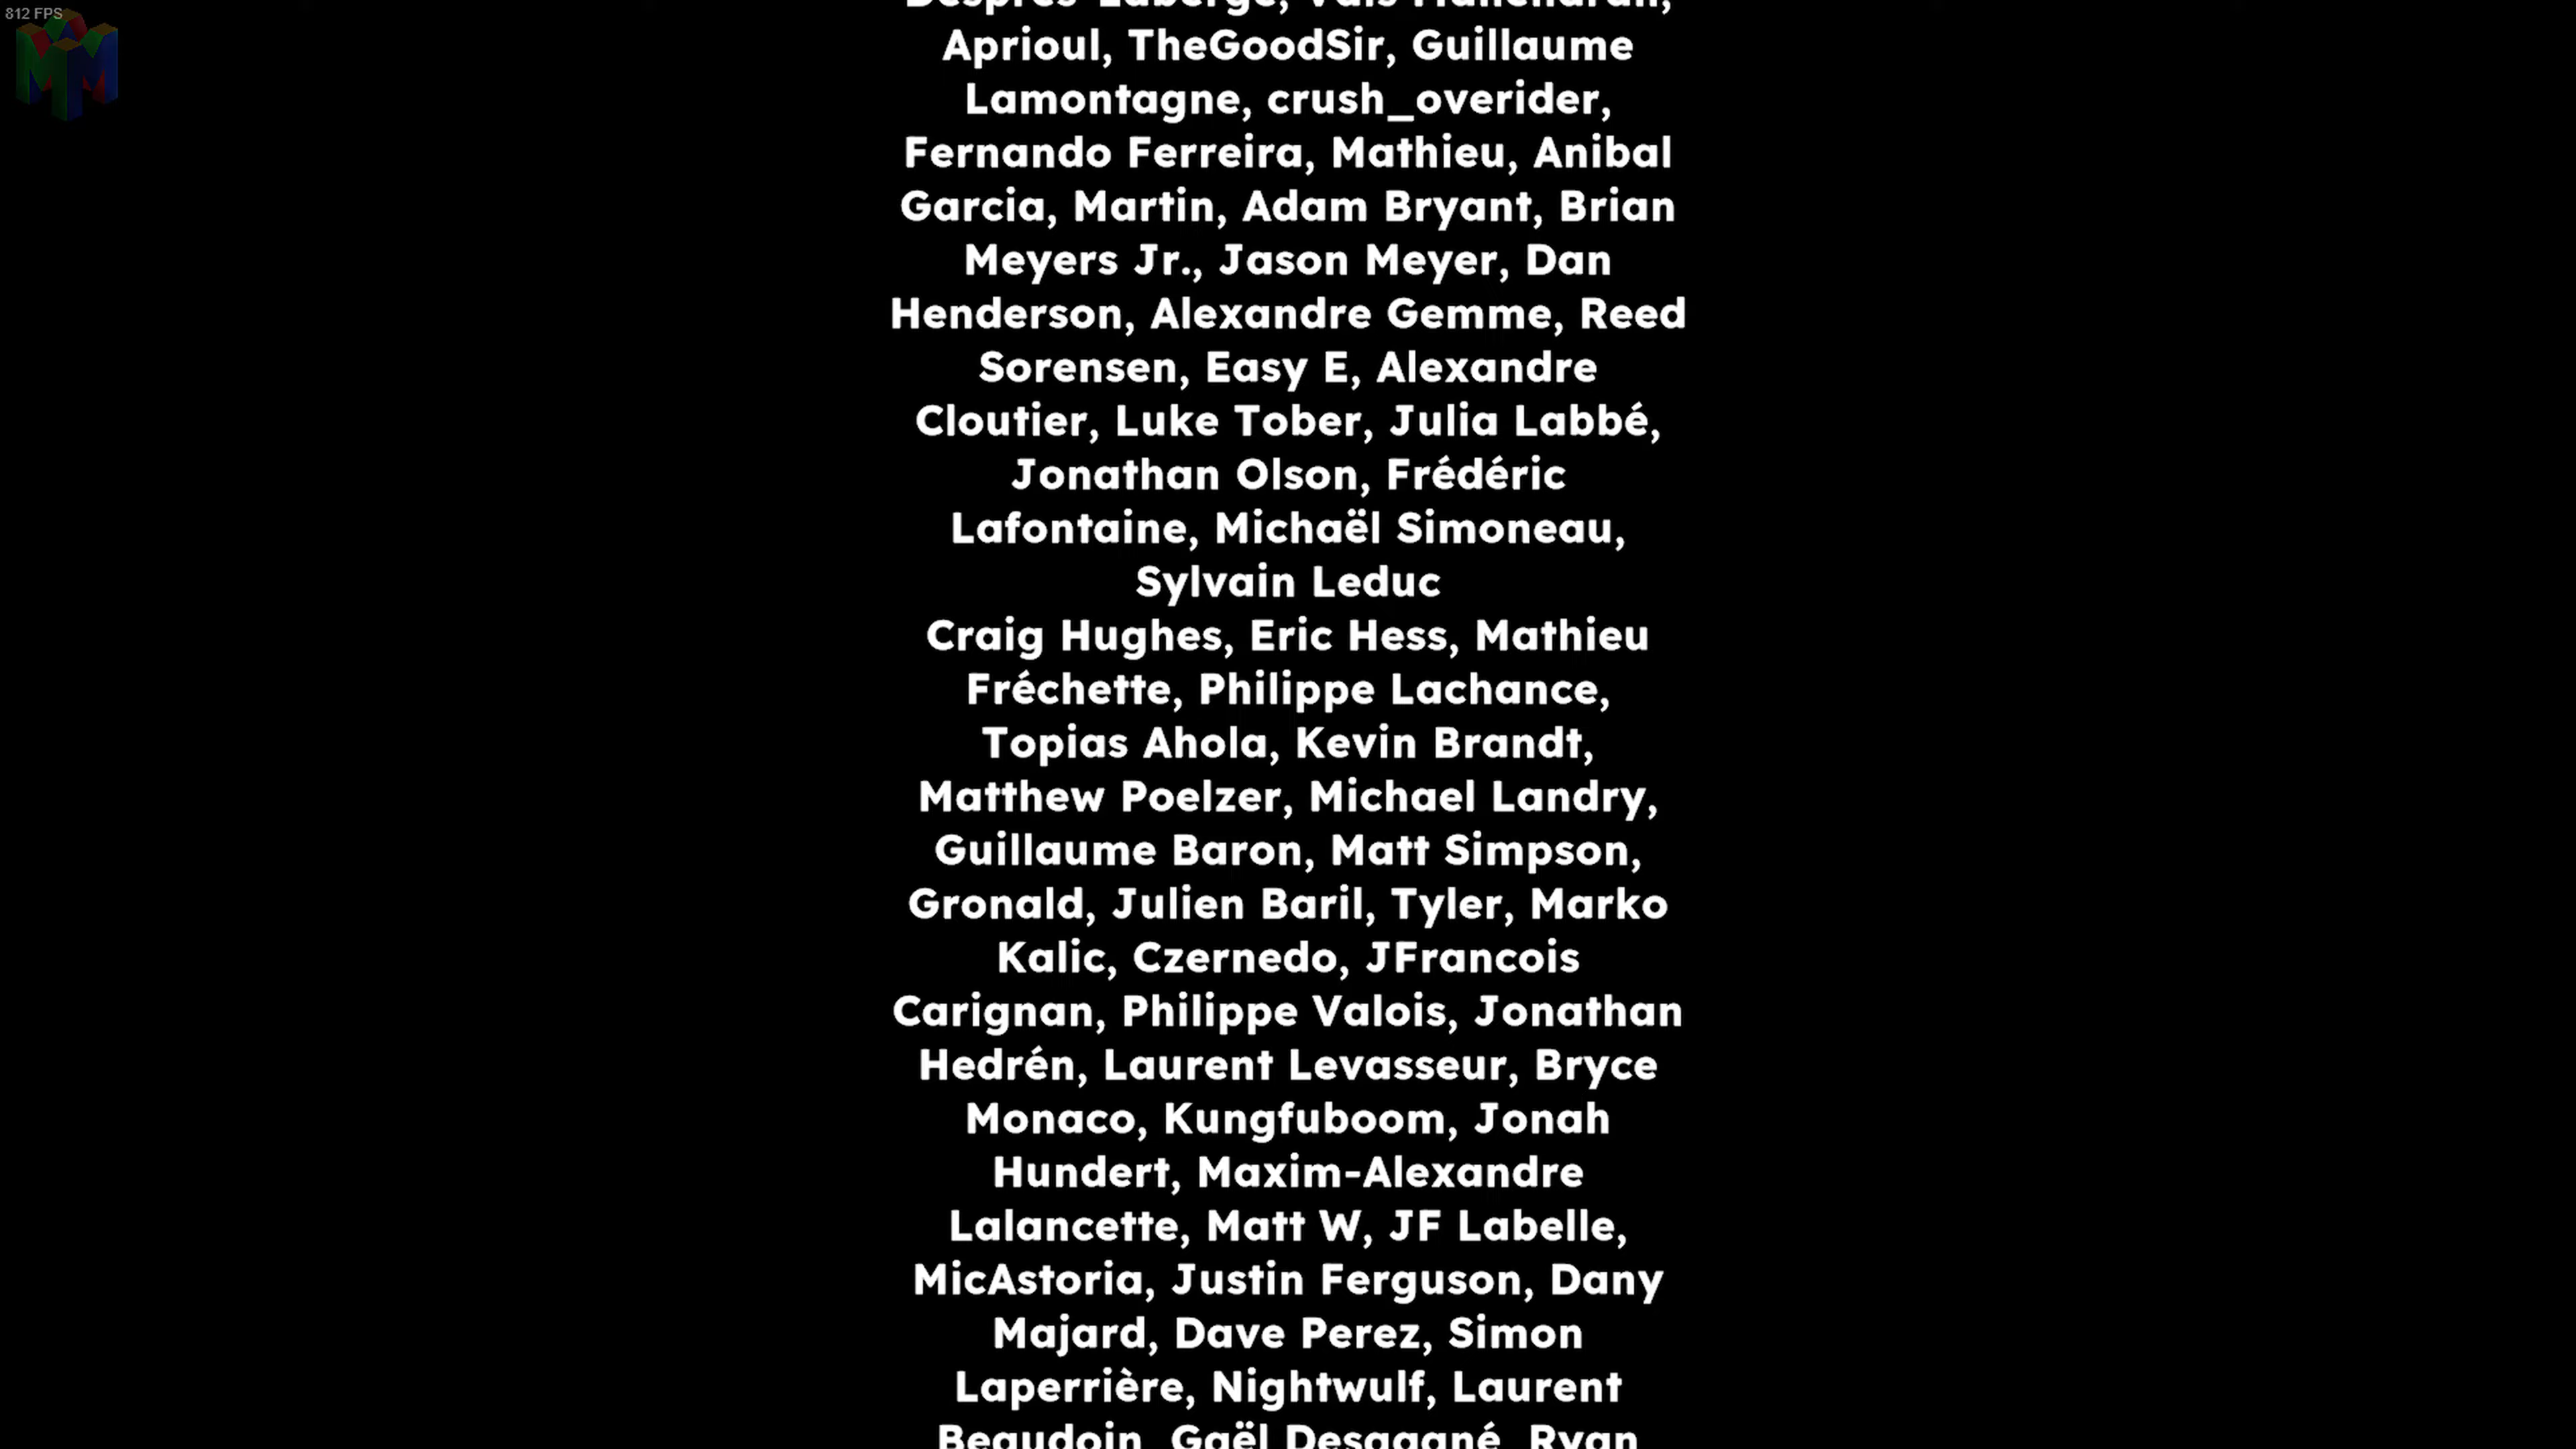 812 FPS
Aprioul, TheGoodSir, Guillaume
Lamontagne, crush_overider,
Fernando Ferreira, Mathieu, Anibal
Garcia, Martin, Adam Bryant, Brian
Meyers Jr., Jason Meyer, Dan
Henderson, Alexandre Gemme, Reed
Sorensen, Easy E, Alexandre
Cloutier, Luke Tober, Julia Labbé,
Jonathan Olson, Frédéric
Lafontaine, Michaël Simoneau,
Sylvain Leduc
Craig Hughes, Eric Hess, Mathieu
Fréchette, Philippe Lachance,
Topias Ahola, Kevin Brandt,
Matthew Poelzer, Michael Landry,
Guillaume Baron, Matt Simpson,
Gronald, Julien Baril, Tyler, Marko
Kalic, Czernedo, JFrancois
Carignan, Philippe Valois, Jonathan
Hedrén, Laurent Levasseur, Bryce
Monaco, Kungfuboom, Jonah
Hundert, Maxim-Alexandre
Lalancette, Matt W, JF Labelle,
MicAstoria, Justin Ferguson, Dany
Majard, Dave Perez, Simon
Laperrière, Nightwulf, Laurent
Beaudoin, Gaël Desgagné, Ryan